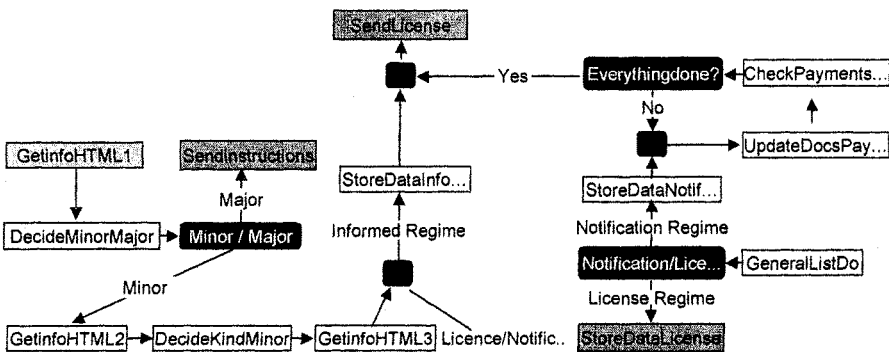 SendLicense
Yes
Everythingdone?
CheckPayments...
No
GetinfoHTML1
SendInstructions
UpdateDocsPay...
StoreDataInfo...
StoreDataNotif...
Major
DecideMinorMajor
Minor / Major
Informed Regime
Notification Regime
Notification/Lice...
GeneralListDo
Minor
License Regime
GetinfoHTML2
DecideKindMinor
GetinfoHTML3
Licence/Notific..
StoreDataLicense